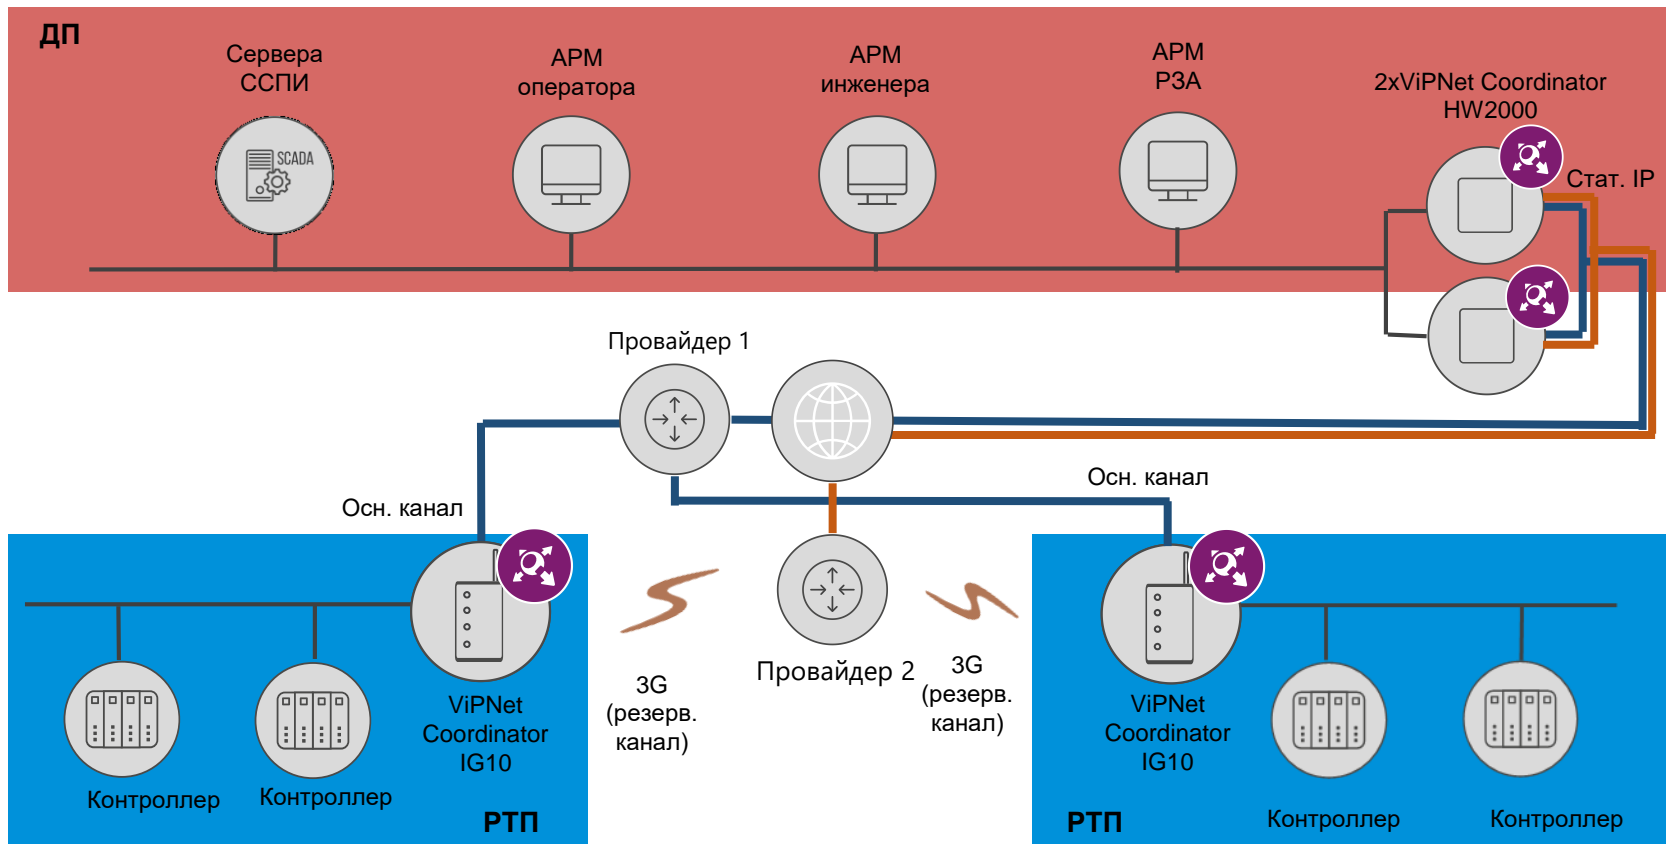 ДП
Сервера
ССПИ
АРМ
оператора
АРМ
инженера
АРМ
РЗА
2xViPNet Coordinator
HW2000
SCADA
Стат. IP
Провайдер 1
Осн. канал
Осн. канал
3G
(резерв.
канал)
Провайдер 2
3G
(резерв.
канал)
ViPNet
Coordinator
IG10
ViPNet
Coordinator
IG10
Контроллер
Контроллер
РТП
РТП
Контроллер
Контроллер